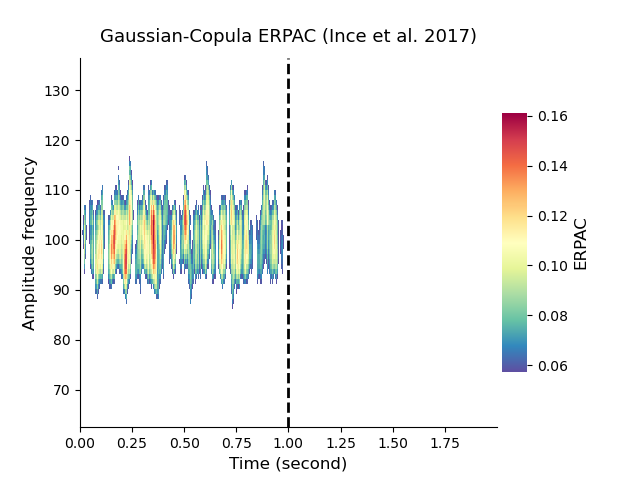 Gaussian-Copula ERPAC (Ince et al. 2017)
130
120
110
100
90
80
70
Amplitude frequency
0.00 0.25 0.50 0.75 1.00 1.25 1.50 1.75
Time (second)
0.16
0.14
0.12
0.10
0.08
0.06
ERPAC